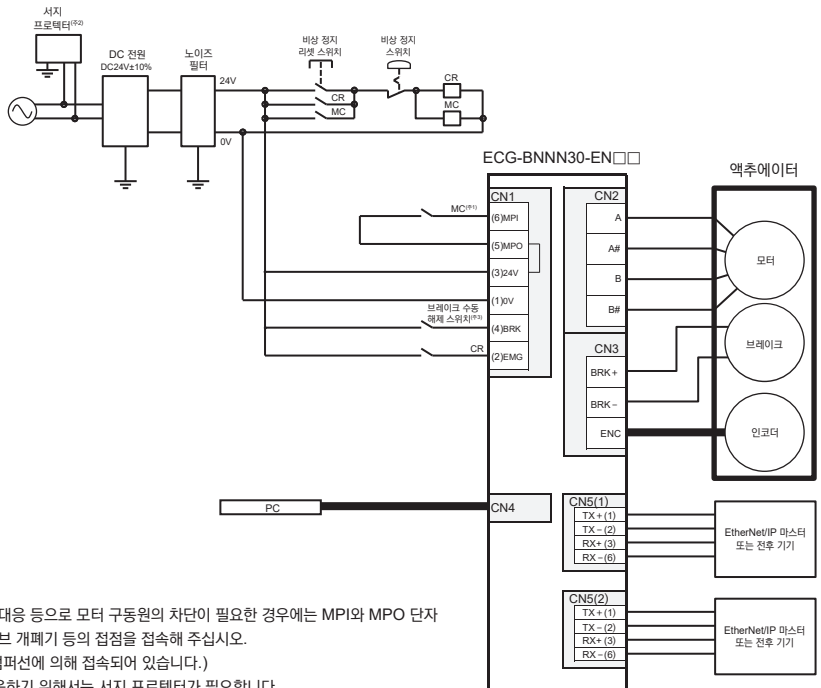 서지
프로텍터(주2)
DC 전원
DC24V±10%
노이즈
필터
24V
0V
비상 정지
리셋 스위치
비상 정지
스위치
CR
MC
CR
MC
ECG-BNNN30-EN□□
액추에이터
CN1
MC(주1)
(6)MPI
(5)MPO
(3)24V
(1)0V
브레이크 수동
해제 스위치(주3)
(4)BRK
CR
(2)EMG
CN2
A
A#
B
B#
CN3
BRK+
BRK−
ENC
모터
브레이크
인코더
PC
CN4
CN5(1)
TX+(1)
TX−(2)
RX+(3)
RX−(6)
EtherNet/IP 마스터
또는 전후 기기
CN5(2)
TX+(1)
TX−(2)
RX+(3)
RX−(6)
EtherNet/IP 마스터
또는 전후 기기
대응 등으로 모터 구동원의 차단이 필요한 경우에는 MPI와 MPO 단자
브 개폐기 등의 접점을 접속해 주십시오.
점퍼선에 의해 접속되어 있습니다.)
하기 위해서는 서지 프로텍터가 필요합니다